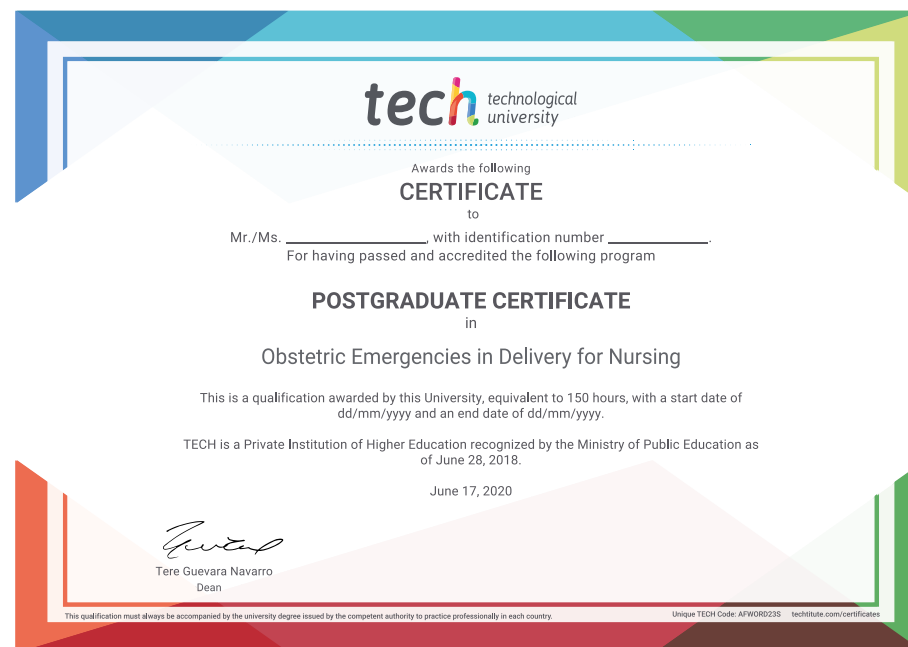 tech technological
university
Awards the following
CERTIFICATE
to
Mr./Ms. ____________________, with identification number ______________.
For having passed and accredited the following program
POSTGRADUATE CERTIFICATE
in
Obstetric Emergencies in Delivery for Nursing
This is a qualification awarded by this University, equivalent to 150 hours, with a start date of
dd/mm/yyyy and an end date of dd/mm/yyyy.
TECH is a Private Institution of Higher Education recognized by the Ministry of Public Education as
of June 28, 2018.
June 17, 2020
Tere Guevara Navarro
Dean
This qualification must always be accompanied by the university degree issued by the competent authority to practice professionally in each country.
Unique TECH Code: AFWORD23S techtitute.com/certificates